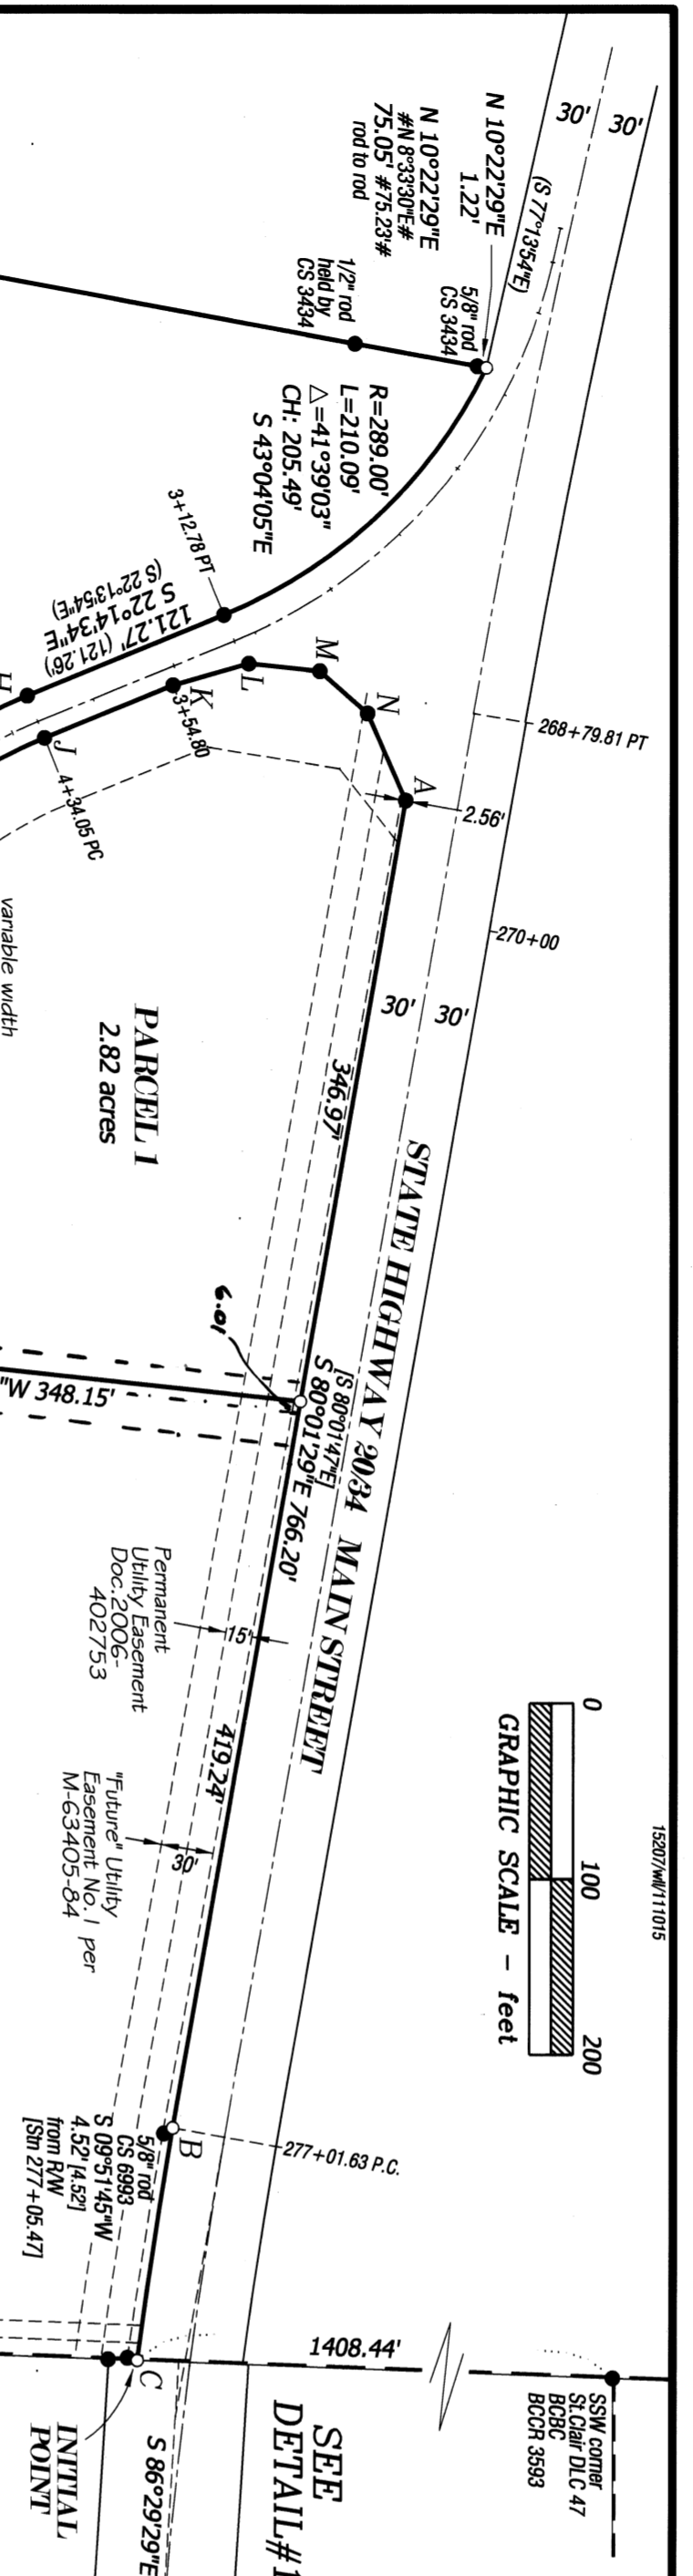 15207/wll/111015
30' 30'
(S 77°13'54"E)
N 10°22'29"E
1.22'
N 10°22'29"E
#N 8°33'30"E#
75.05' #75.23'#
rod to rod
5/8" rod
CS 3434
1/2" rod
held by
CS 3434
R=289.00'
L=210.09'
△=41°39'03"
CH: 205.49'
S 43°04'05"E
3+12.78 PT
121.27' (121.26')
S 22°14'34"E
(S 22°13'54"E)
H
J
K
L
M
N
A
3+54.80
4+34.05 PC
268+79.81 PT
2.56'
270+00
30' 30'
variable width
PARCEL 1
2.82 acres
346.97'
STATE HIGHWAY 20/34 MAIN STREET
6.01
[S 80°01'47"E]
S 80°01'29"E 766.20'
"W 348.15'
Permanent
Utility Easement
Doc.2006-
402753
15'
419.24'
"Future" Utility
Easement No.1 per
M-63405-84
30'
0 100 200
GRAPHIC SCALE – feet
B
277+01.63 P.C.
5/8" rod
CS 6993
S 09°51'45"W
4.52' [4.52']
from R/W
[Stn 277+05.47]
1408.44'
SSW corner
St.Clair DLC 47
BCBC
BCCR 3593
C
INITIAL
POINT
S 86°29'29"E
SEE
DETAIL#1